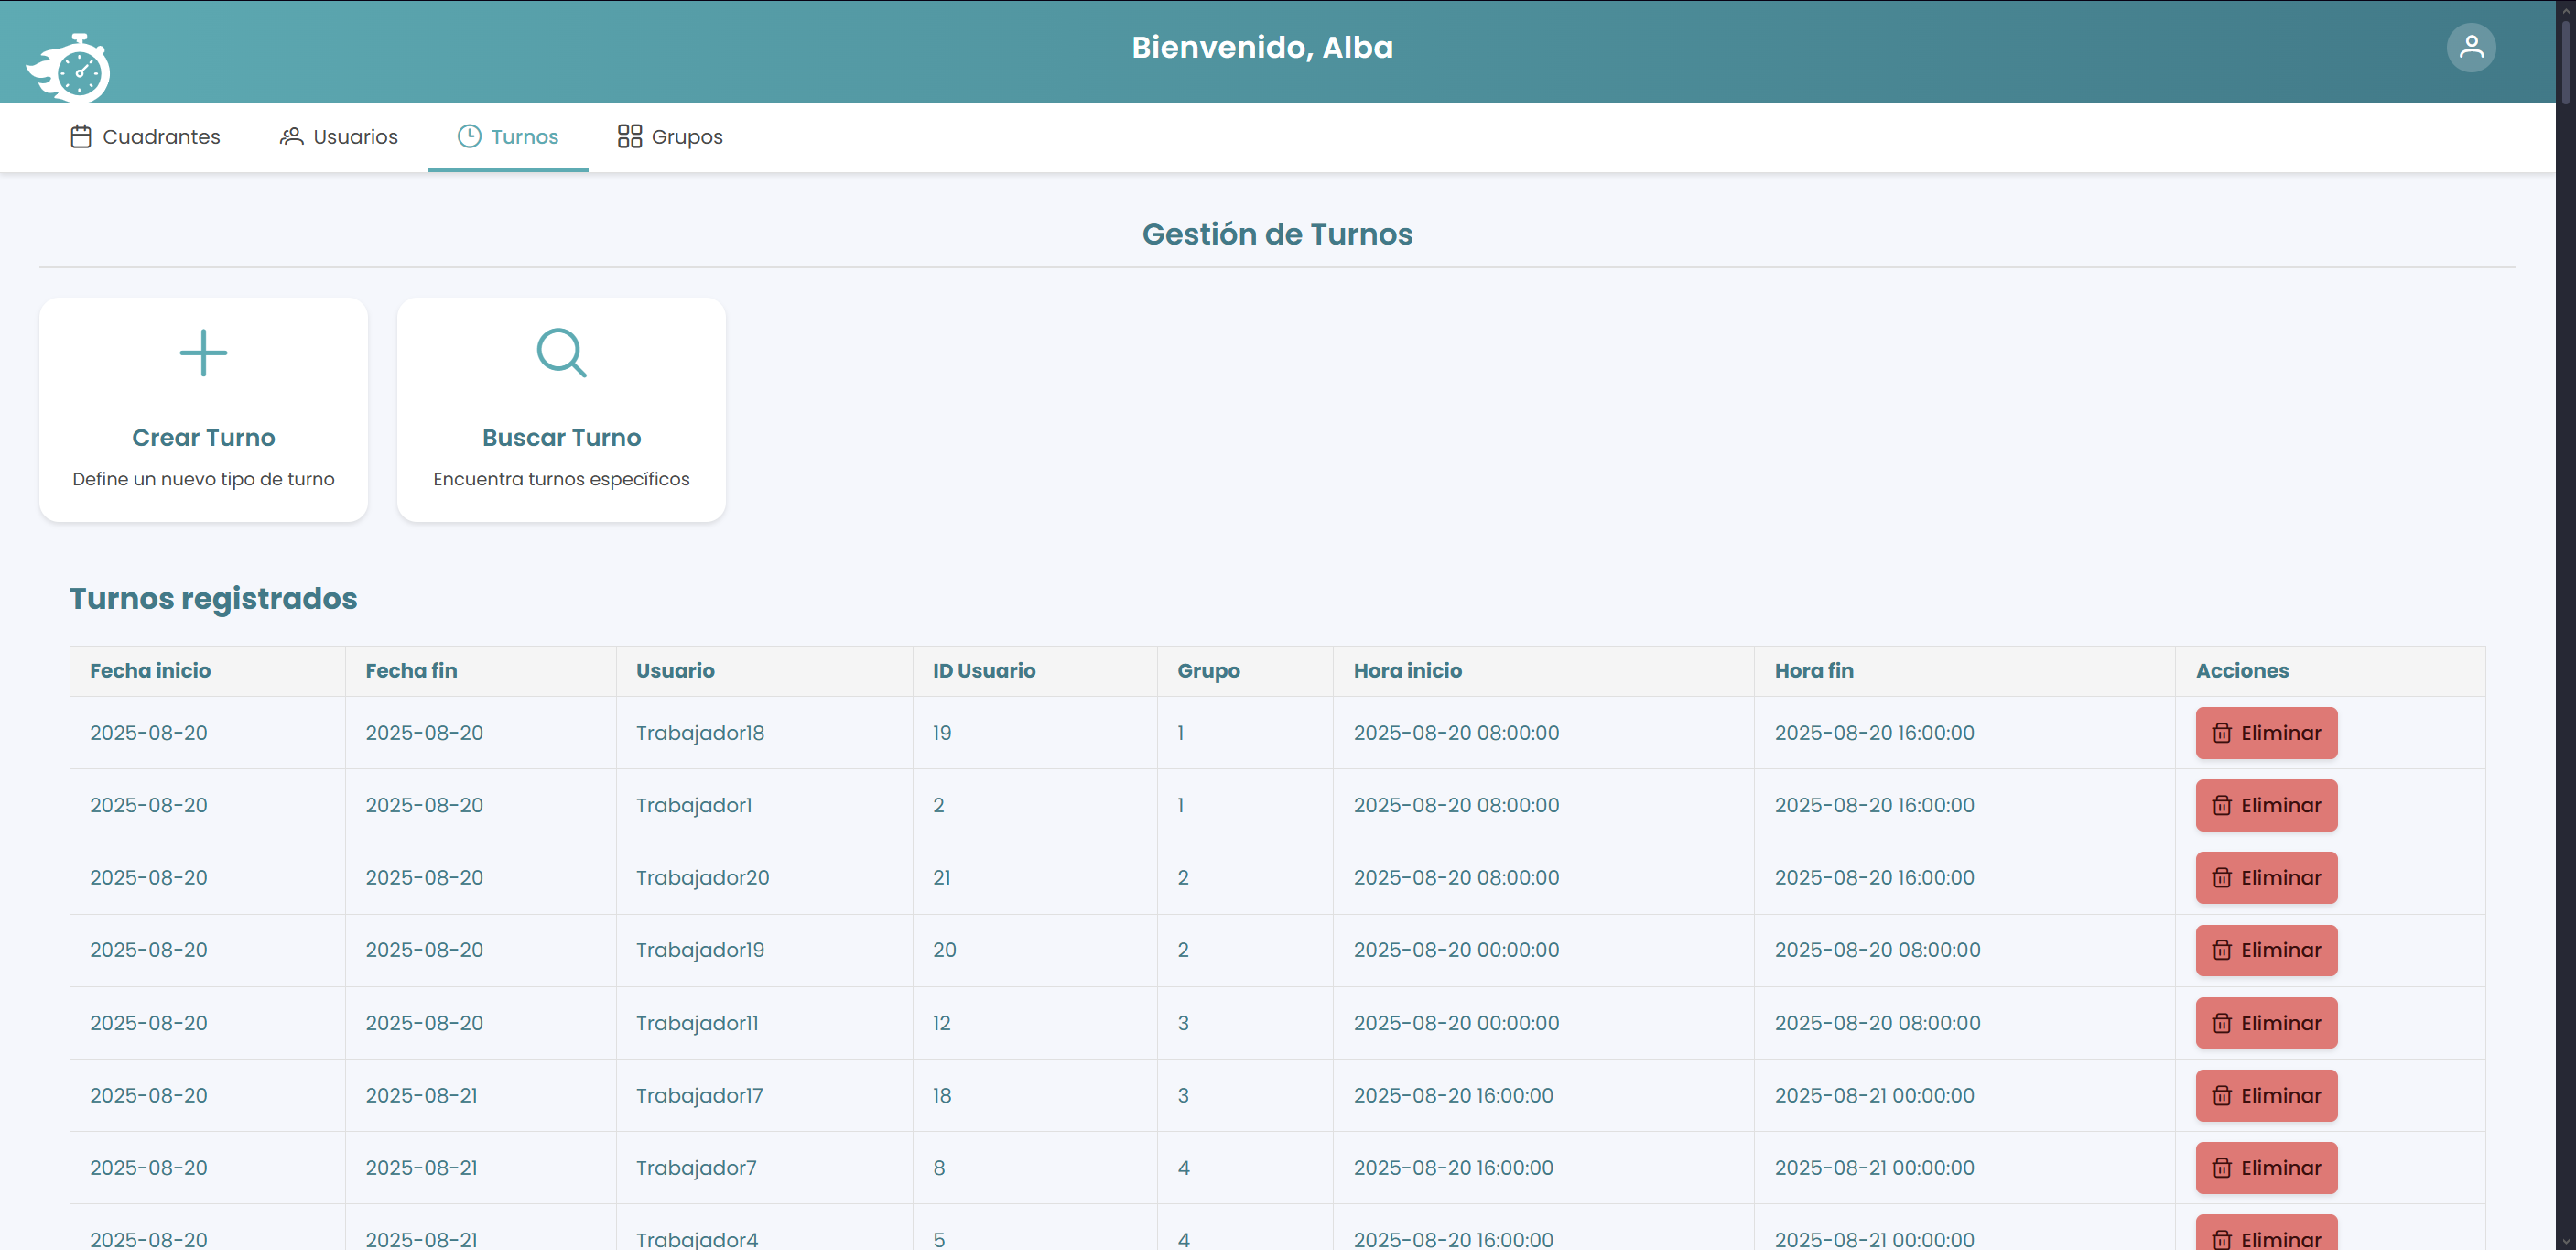 Bienvenido, Alba
Cuadrantes Usuarios Turnos Grupos
Gestión de Turnos
Crear Turno
Define un nuevo tipo de turno
Buscar Turno
Encuentra turnos específicos
Turnos registrados
Fecha inicio Fecha fin Usuario ID Usuario Grupo Hora inicio Hora fin Acciones
2025-08-20 2025-08-20 Trabajador18 19 1 2025-08-20 08:00:00 2025-08-20 16:00:00 Eliminar
2025-08-20 2025-08-20 Trabajador1 2 1 2025-08-20 08:00:00 2025-08-20 16:00:00 Eliminar
2025-08-20 2025-08-20 Trabajador20 21 2 2025-08-20 08:00:00 2025-08-20 16:00:00 Eliminar
2025-08-20 2025-08-20 Trabajador19 20 2 2025-08-20 00:00:00 2025-08-20 08:00:00 Eliminar
2025-08-20 2025-08-20 Trabajador11 12 3 2025-08-20 00:00:00 2025-08-20 08:00:00 Eliminar
2025-08-20 2025-08-21 Trabajador17 18 3 2025-08-20 16:00:00 2025-08-21 00:00:00 Eliminar
2025-08-20 2025-08-21 Trabajador7 8 4 2025-08-20 16:00:00 2025-08-21 00:00:00 Eliminar
2025-08-20 2025-08-21 Trabajador4 5 4 2025-08-20 16:00:00 2025-08-21 00:00:00 Eliminar